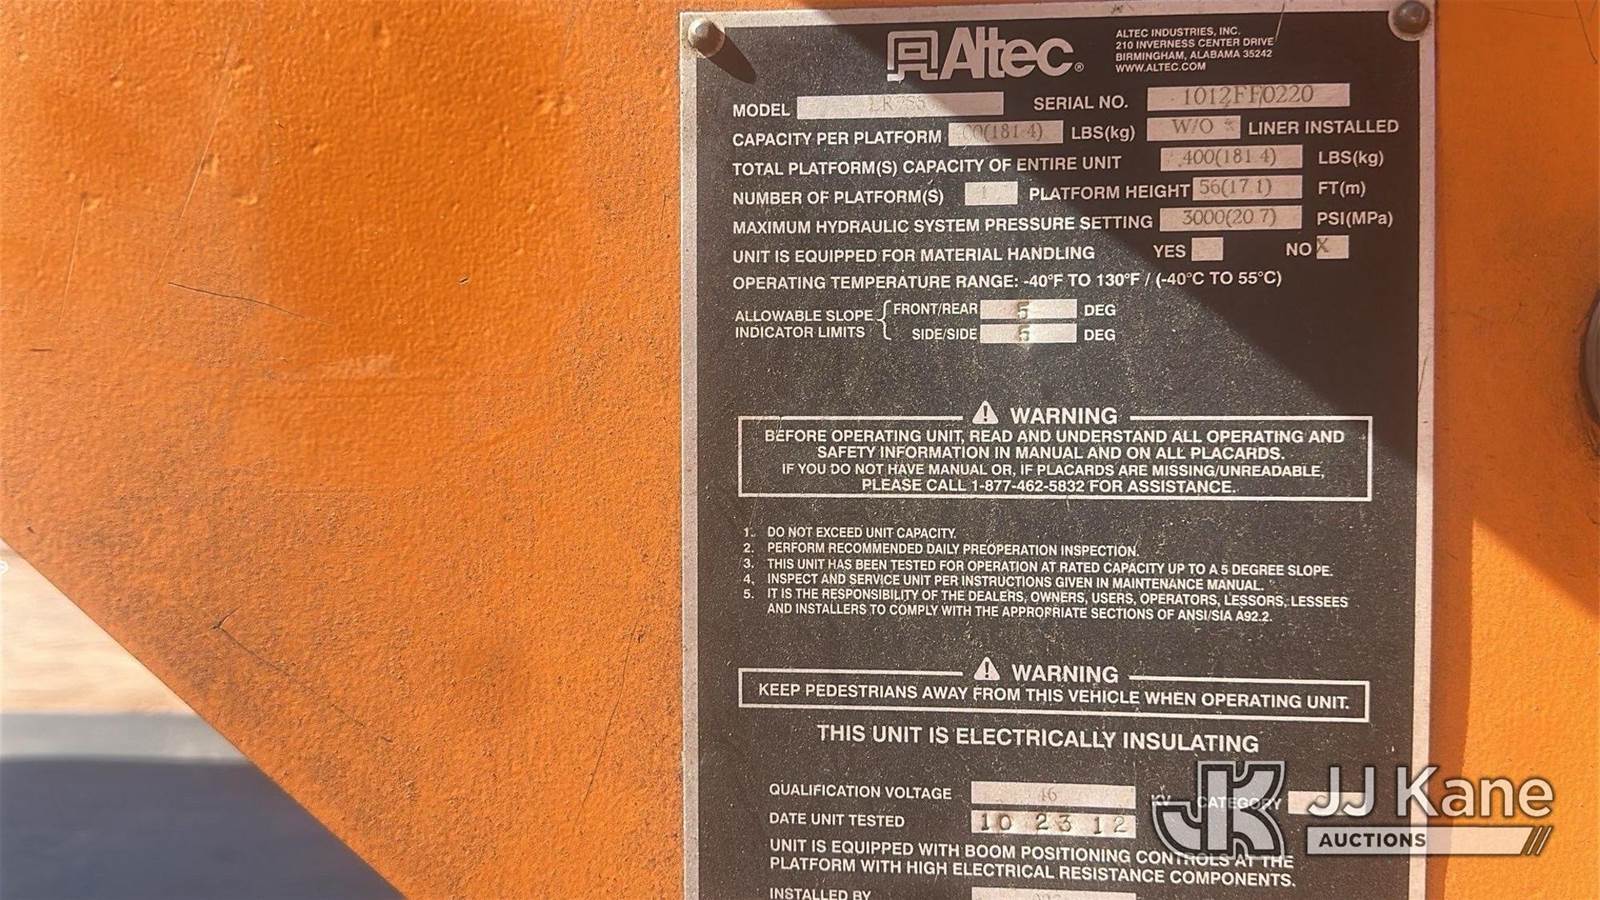 Altec®
ALTEC INDUSTRIES, INC.
210 INVERNESS CENTER DRIVE
BIRMINGHAM, ALABAMA 35242
WWW.ALTEC.COM
MODEL SERIAL NO. 1012FF0220
CAPACITY PER PLATFORM 00(181 4) LBS(kg) W/O LINER INSTALLED
TOTAL PLATFORM(S) CAPACITY OF ENTIRE UNIT 400(181 4) LBS(kg)
NUMBER OF PLATFORM(S) 1 PLATFORM HEIGHT 56(17 1) FT(m)
MAXIMUM HYDRAULIC SYSTEM PRESSURE SETTING 3000(20.7) PSI(MPa)
UNIT IS EQUIPPED FOR MATERIAL HANDLING YES NO X
OPERATING TEMPERATURE RANGE: -40°F TO 130°F / (-40°C TO 55°C)
ALLOWABLE SLOPE INDICATOR LIMITS
FRONT/REAR 5 DEG
SIDE/SIDE 5 DEG
WARNING
BEFORE OPERATING UNIT, READ AND UNDERSTAND ALL OPERATING AND
SAFETY INFORMATION IN MANUAL AND ON ALL PLACARDS.
IF YOU DO NOT HAVE MANUAL OR, IF PLACARDS ARE MISSING/UNREADABLE,
PLEASE CALL 1-877-462-5832 FOR ASSISTANCE.
1. DO NOT EXCEED UNIT CAPACITY.
2. PERFORM RECOMMENDED DAILY PREOPERATION INSPECTION.
3. THIS UNIT HAS BEEN TESTED FOR OPERATION AT RATED CAPACITY UP TO A 5 DEGREE SLOPE.
4. INSPECT AND SERVICE UNIT PER INSTRUCTIONS GIVEN IN MAINTENANCE MANUAL.
5. IT IS THE RESPONSIBILITY OF THE DEALERS, OWNERS, USERS, OPERATORS, LESSORS, LESSEES
AND INSTALLERS TO COMPLY WITH THE APPROPRIATE SECTIONS OF ANSI/SIA A92.2.
WARNING
KEEP PEDESTRIANS AWAY FROM THIS VEHICLE WHEN OPERATING UNIT.
THIS UNIT IS ELECTRICALLY INSULATING
QUALIFICATION VOLTAGE 46 KV CATEGORY
DATE UNIT TESTED 10 23 12
UNIT IS EQUIPPED WITH BOOM POSITIONING CONTROLS AT THE
PLATFORM WITH HIGH ELECTRICAL RESISTANCE COMPONENTS.
INSTALLED BY
JK JJ Kane
AUCTIONS